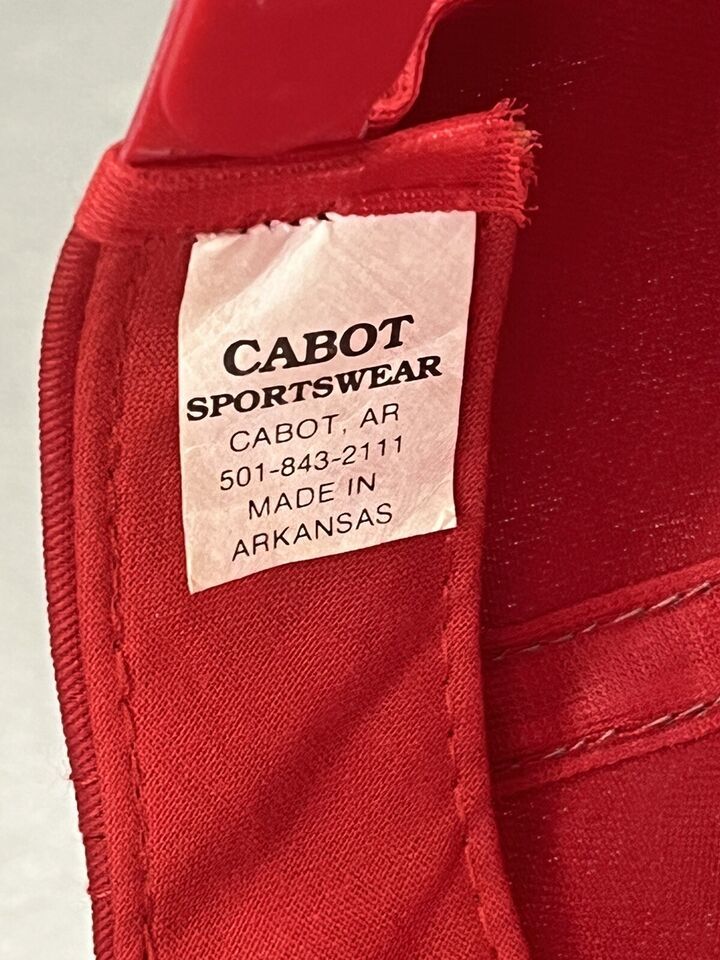 CABOT
SPORTSWEAR
CABOT, AR
501-843-2111
MADE IN
ARKANSAS